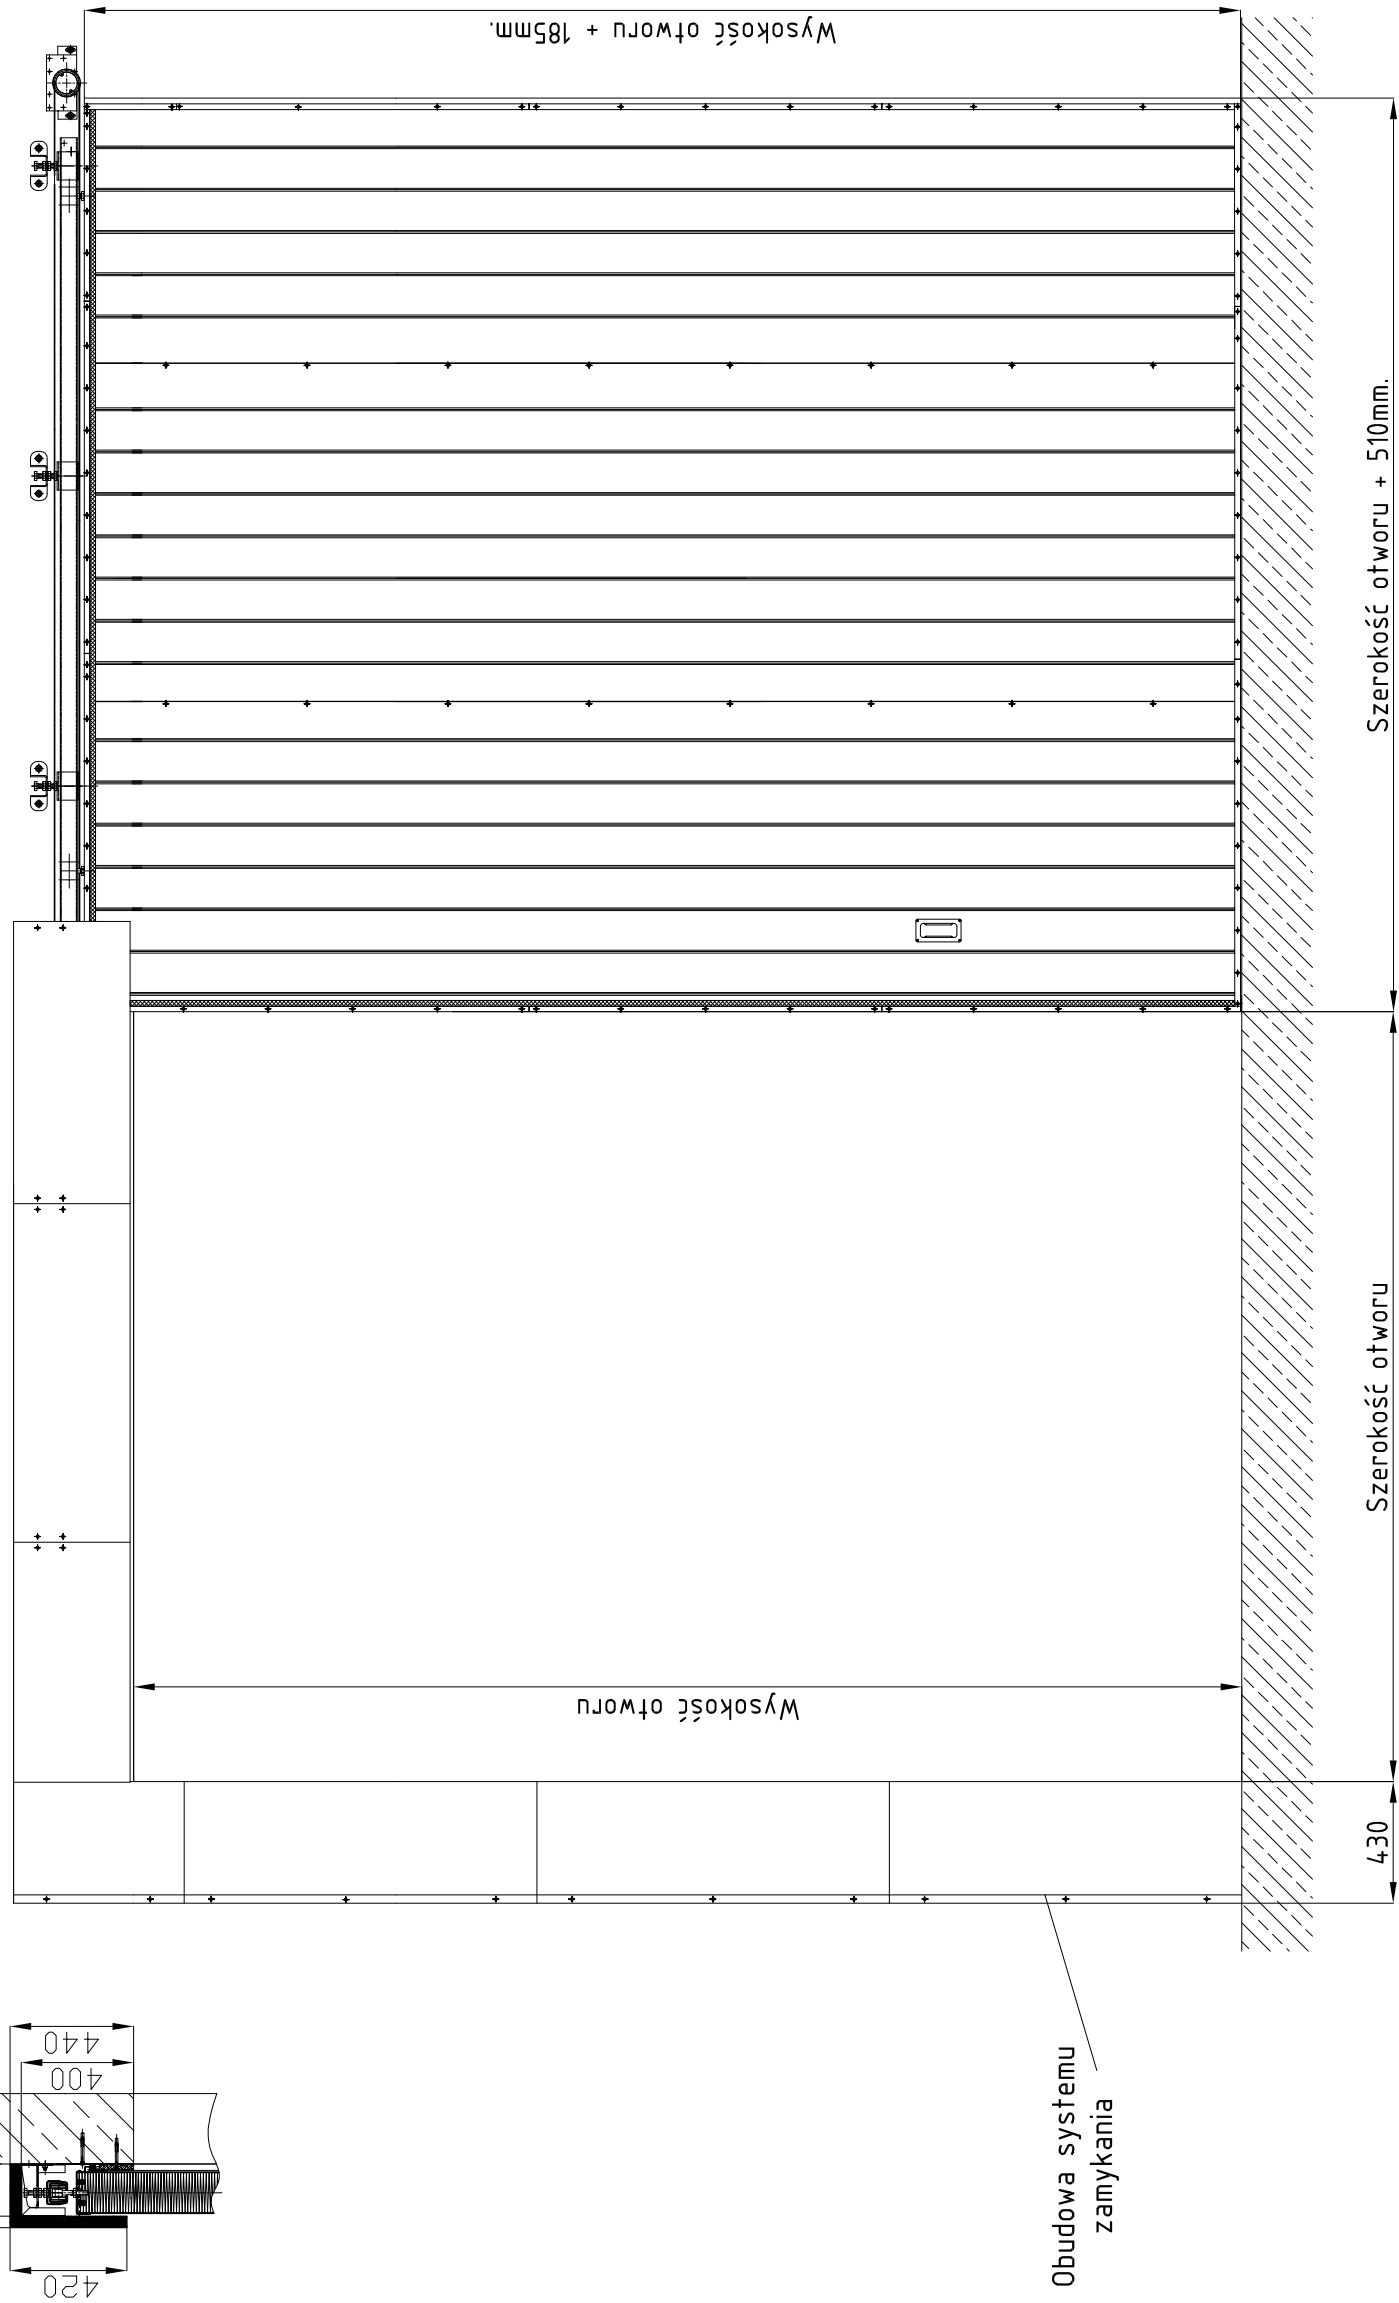 Wysokość otworu + 185mm.
Szerokość otworu + 510mm.
Szerokość otworu
Wysokość otworu
430
440
400
420
Obudowa systemu
zamykania